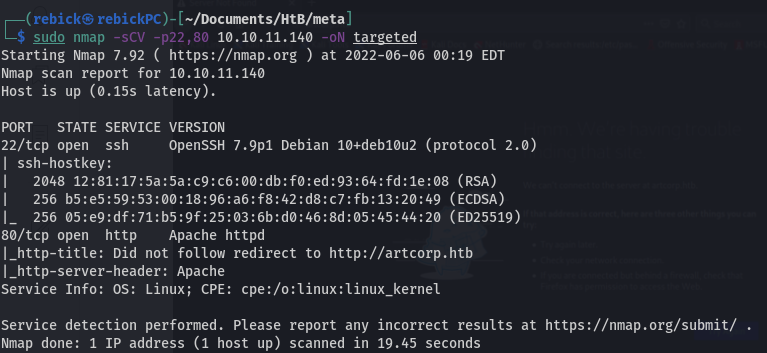 ┌──(rebick㉿rebickPC)-[~/Documents/HtB/meta]
└─$ sudo nmap -sCV -p22,80 10.10.11.140 -oN targeted
Starting Nmap 7.92 ( https://nmap.org ) at 2022-06-06 00:19 EDT
Nmap scan report for 10.10.11.140
Host is up (0.15s latency).

PORT   STATE SERVICE VERSION
22/tcp open  ssh     OpenSSH 7.9p1 Debian 10+deb10u2 (protocol 2.0)
| ssh-hostkey:
|   2048 12:81:17:5a:5a:c9:c6:00:db:f0:ed:93:64:fd:1e:08 (RSA)
|   256 b5:e5:59:53:00:18:96:a6:f8:42:d8:c7:fb:13:20:49 (ECDSA)
|_  256 05:e9:df:71:b5:9f:25:03:6b:d0:46:8d:05:45:44:20 (ED25519)
80/tcp open  http    Apache httpd
|_http-title: Did not follow redirect to http://artcorp.htb
|_http-server-header: Apache
Service Info: OS: Linux; CPE: cpe:/o:linux:linux_kernel

Service detection performed. Please report any incorrect results at https://nmap.org/submit/ .
Nmap done: 1 IP address (1 host up) scanned in 19.45 seconds